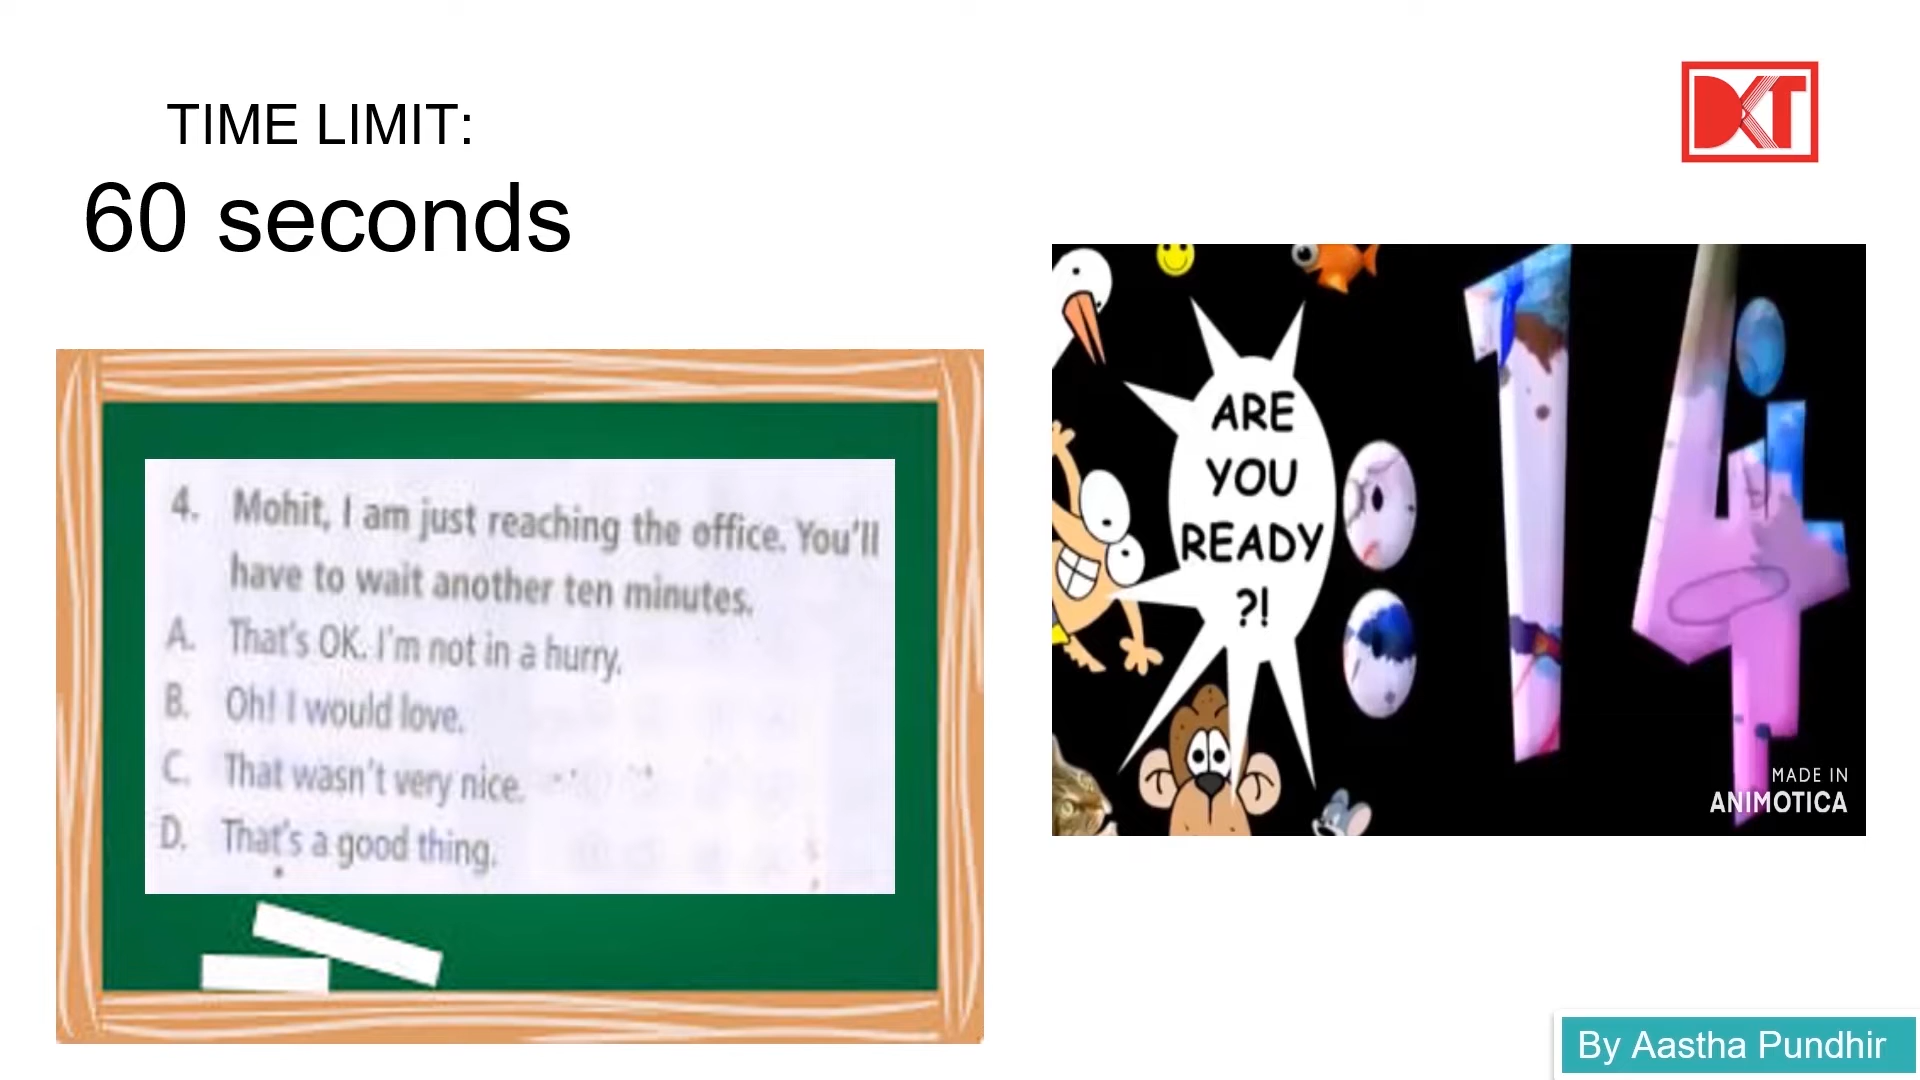 TIME LIMIT:
60 seconds
DKT
4. Mohit, I am just reaching the office. You'll
have to wait another ten minutes.
A. That's OK. I'm not in a hurry.
B. Oh! I would love.
C. That wasn't very nice.
D. That's a good thing.
ARE
YOU
READY
?!
:14
MADE IN
ANIMOTICA
By Aastha Pundhir